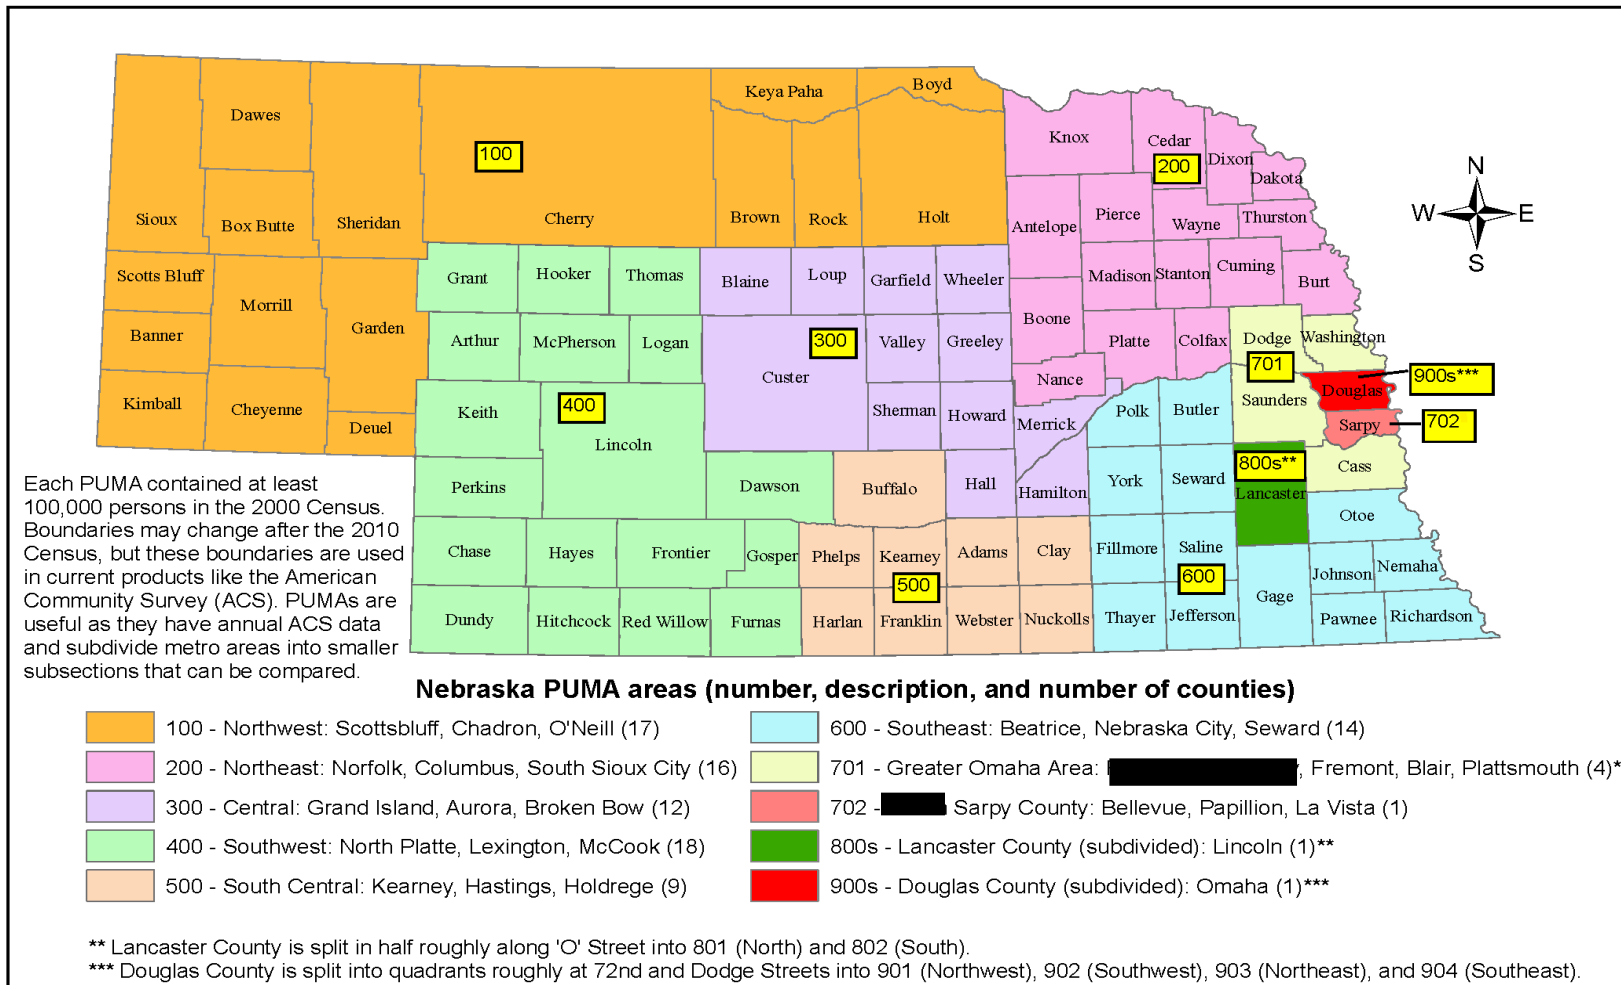 Keya Paha
Boyd
Dawes
Knox
Cedar
100
200
Dixon
Dakota
Sioux
Box Butte
Sheridan
Cherry
Brown
Rock
Holt
Antelope
Pierce
Wayne
Thurston
N
W
E
S
Scotts Bluff
Morrill
Garden
Grant
Hooker
Thomas
Blaine
Loup
Garfield
Wheeler
Madison
Stanton
Cuming
Burt
Banner
Arthur
McPherson
Logan
300
Custer
Valley
Greeley
Boone
Platte
Colfax
Dodge
Washington
701
900s***
Kimball
Cheyenne
Deuel
Keith
400
Lincoln
Sherman
Howard
Nance
Merrick
Polk
Butler
Saunders
Douglas
Sarpy
702
Perkins
Dawson
Buffalo
Hall
Hamilton
York
Seward
800s**
Lancaster
Cass
Otoe
Chase
Hayes
Frontier
Gosper
Phelps
Kearney
Adams
Clay
Fillmore
Saline
500
600
Gage
Johnson
Nemaha
Dundy
Hitchcock
Red Willow
Furnas
Harlan
Franklin
Webster
Nuckolls
Thayer
Jefferson
Pawnee
Richardson
Each PUMA contained at least
100,000 persons in the 2000 Census.
Boundaries may change after the 2010
Census, but these boundaries are used
in current products like the American
Community Survey (ACS). PUMAs are
useful as they have annual ACS data
and subdivide metro areas into smaller
subsections that can be compared.
Nebraska PUMA areas (number, description, and number of counties)
100 - Northwest: Scottsbluff, Chadron, O'Neill (17)
200 - Northeast: Norfolk, Columbus, South Sioux City (16)
300 - Central: Grand Island, Aurora, Broken Bow (12)
400 - Southwest: North Platte, Lexington, McCook (18)
500 - South Central: Kearney, Hastings, Holdrege (9)
600 - Southeast: Beatrice, Nebraska City, Seward (14)
701 - Greater Omaha Area: , Fremont, Blair, Plattsmouth (4)*
702 - Sarpy County: Bellevue, Papillion, La Vista (1)
800s - Lancaster County (subdivided): Lincoln (1)**
900s - Douglas County (subdivided): Omaha (1)***
** Lancaster County is split in half roughly along 'O' Street into 801 (North) and 802 (South).
*** Douglas County is split into quadrants roughly at 72nd and Dodge Streets into 901 (Northwest), 902 (Southwest), 903 (Northeast), and 904 (Southeast).